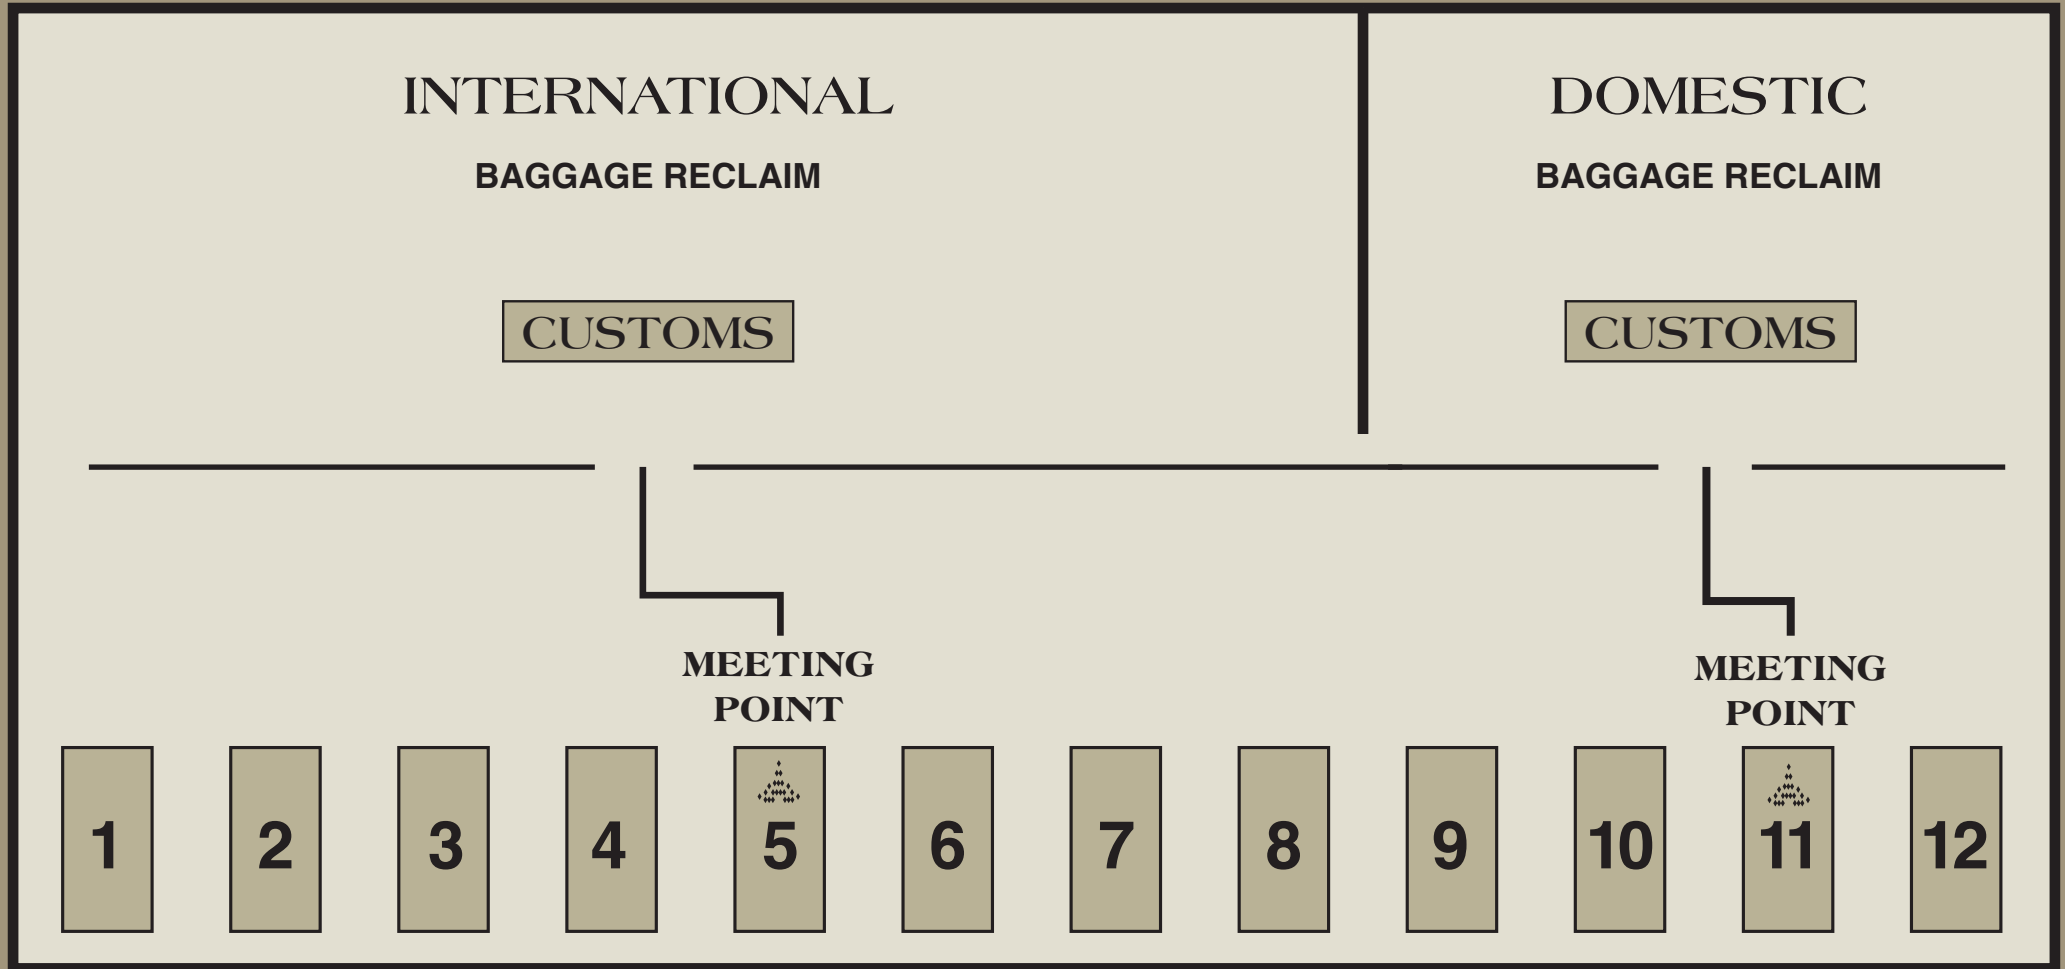 INTERNATIONAL
BAGGAGE RECLAIM
CUSTOMS
DOMESTIC
BAGGAGE RECLAIM
CUSTOMS
MEETING
POINT
MEETING
POINT
1 2 3 4 5 6 7 8 9 10 11 12